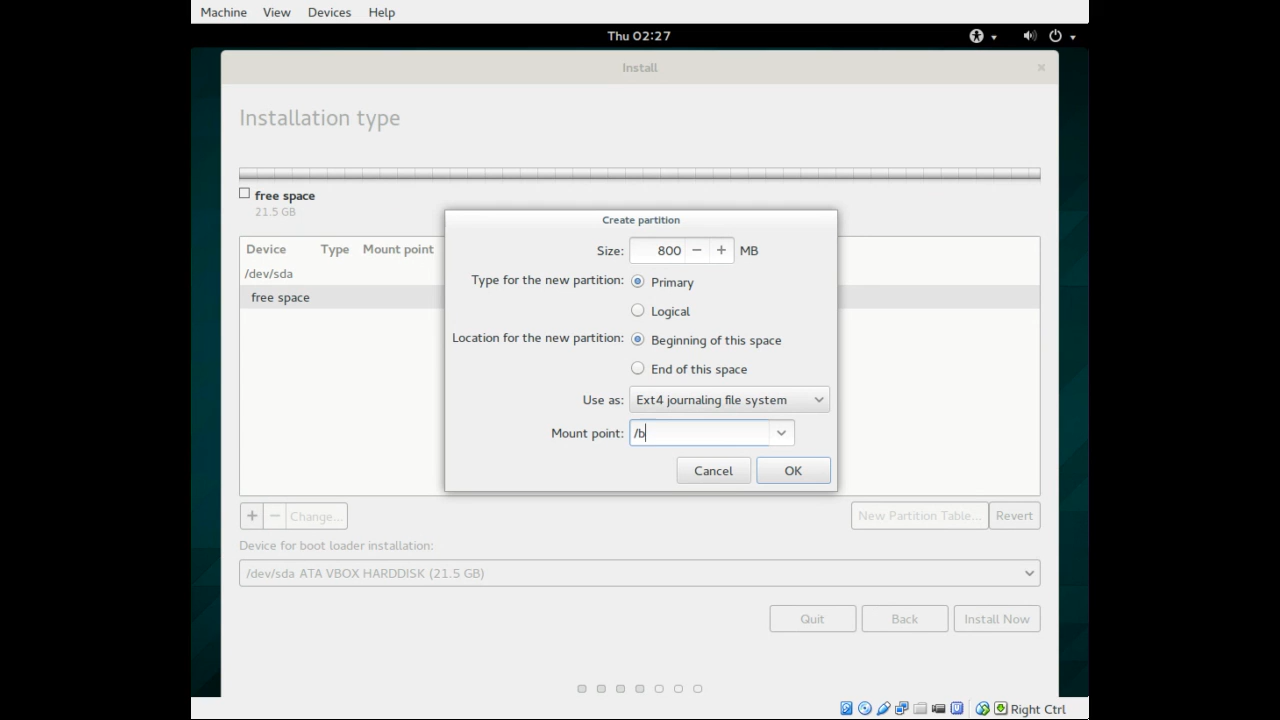 Machine View Devices Help
Thu 02:27
Install
Installation type
free space
21.5 GB
Device Type Mount point
/dev/sda
free space
Create partition
Size: 800 − + MB
Type for the new partition: Primary
Logical
Location for the new partition: Beginning of this space
End of this space
Use as: Ext4 journaling file system
Mount point: /b
Cancel OK
+ − Change... New Partition Table... Revert
Device for boot loader installation:
/dev/sda ATA VBOX HARDDISK (21.5 GB)
Quit Back Install Now
Right Ctrl